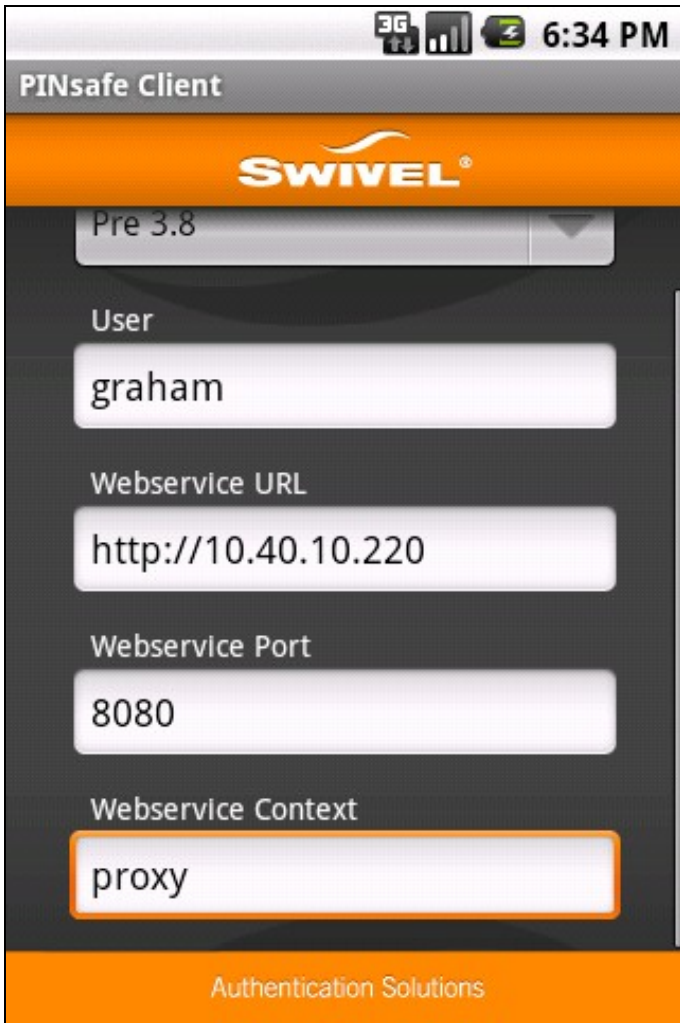 3G 6:34 PM
PINsafe Client
SWIVEL®
Pre 3.8
User
graham
Webservice URL
http://10.40.10.220
Webservice Port
8080
Webservice Context
proxy
Authentication Solutions